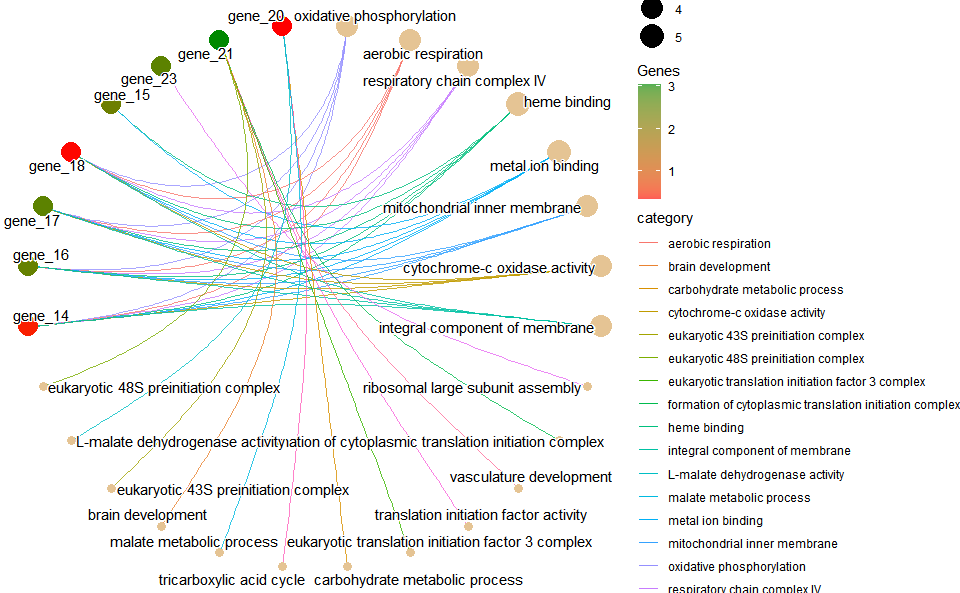 gene_20
oxidative phosphorylation
gene_21
aerobic respiration
gene_23
respiratory chain complex IV
gene_15
heme binding
gene_18
metal ion binding
gene_17
mitochondrial inner membrane
gene_16
cytochrome-c oxidase activity
gene_14
integral component of membrane
eukaryotic 48S preinitiation complex
ribosomal large subunit assembly
L-malate dehydrogenase activity
of cytoplasmic translation initiation complex
vasculature development
eukaryotic 43S preinitiation complex
brain development
translation initiation factor activity
malate metabolic process
eukaryotic translation initiation factor 3 complex
tricarboxylic acid cycle
carbohydrate metabolic process
4
5
Genes
3
2
1
category
aerobic respiration
brain development
carbohydrate metabolic process
cytochrome-c oxidase activity
eukaryotic 43S preinitiation complex
eukaryotic 48S preinitiation complex
eukaryotic translation initiation factor 3 complex
formation of cytoplasmic translation initiation complex
heme binding
integral component of membrane
L-malate dehydrogenase activity
malate metabolic process
metal ion binding
mitochondrial inner membrane
oxidative phosphorylation
respiratory chain complex IV